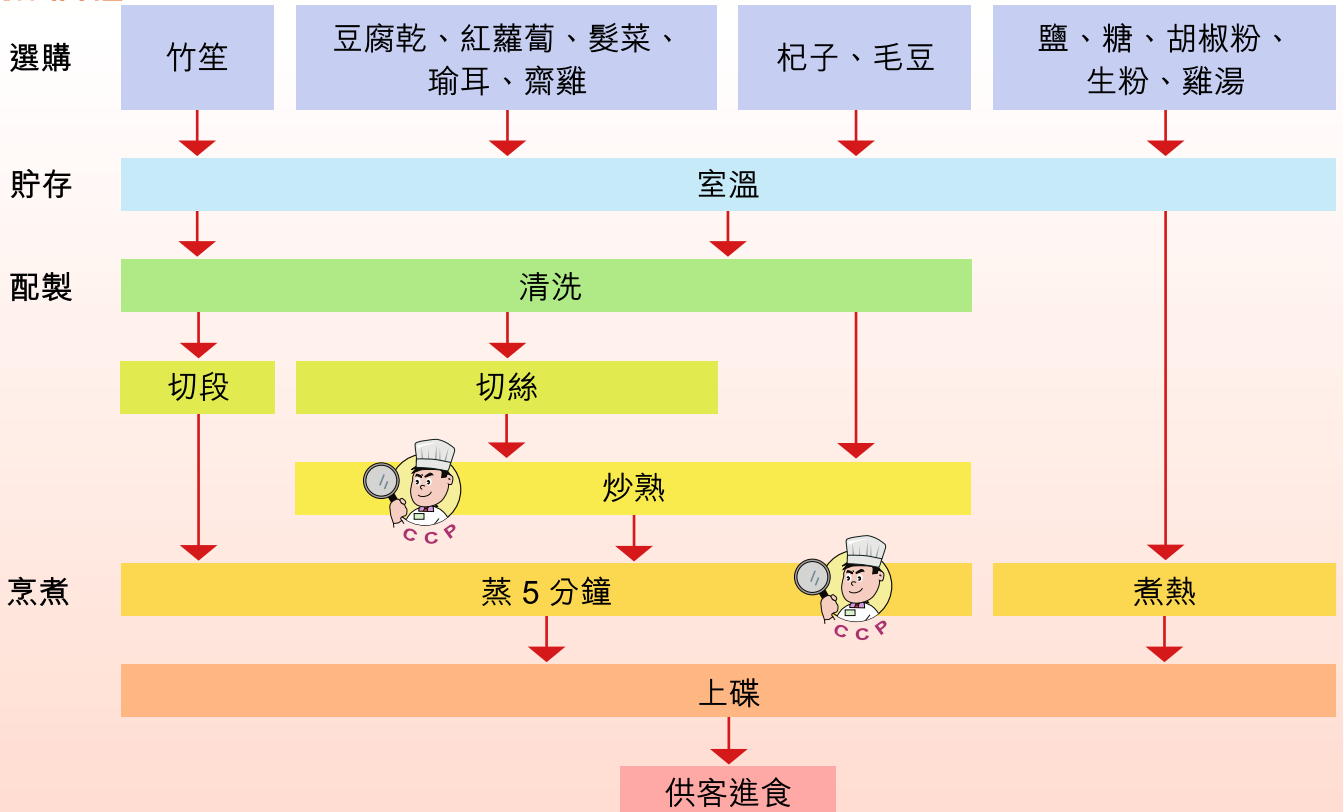 選購
竹笙
豆腐乾、紅蘿蔔、髮菜、
瑜耳、齋雞
杞子、毛豆
鹽、糖、胡椒粉、
生粉、雞湯
貯存
室溫
配製
清洗
切段
切絲
炒熟
CCP
烹煮
蒸 5 分鐘
CCP
煮熱
上碟
供客進食